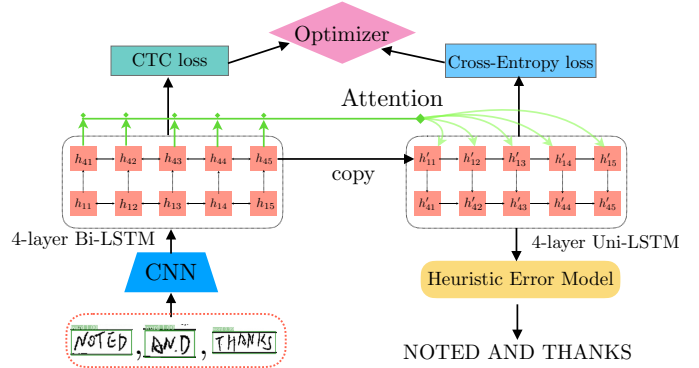 Optimizer
CTC loss
Cross-Entropy loss
Attention
h41 h42 h43 h44 h45
h'11 h'12 h'13 h'14 h'15
copy
h11 h12 h13 h14 h15
h'41 h'42 h'43 h'44 h'45
4-layer Bi-LSTM
4-layer Uni-LSTM
CNN
Heuristic Error Model
NOTED, AND, THANKS
NOTED AND THANKS